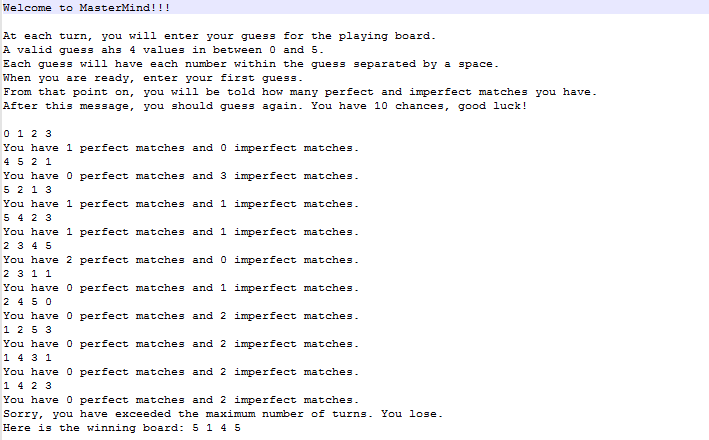 Welcome to MasterMind!!!
At each turn, you will enter your guess for the playing board.
A valid guess ahs 4 values in between 0 and 5.
Each guess will have each number within the guess separated by a space.
When you are ready, enter your first guess.
From that point on, you will be told how many perfect and imperfect matches you have.
After this message, you should guess again. You have 10 chances, good luck!
0 1 2 3
You have 1 perfect matches and 0 imperfect matches.
4 5 2 1
You have 0 perfect matches and 3 imperfect matches.
5 2 1 3
You have 1 perfect matches and 1 imperfect matches.
5 4 2 3
You have 1 perfect matches and 1 imperfect matches.
2 3 4 5
You have 2 perfect matches and 0 imperfect matches.
2 3 1 1
You have 0 perfect matches and 1 imperfect matches.
2 4 5 0
You have 0 perfect matches and 2 imperfect matches.
1 2 5 3
You have 0 perfect matches and 2 imperfect matches.
1 4 3 1
You have 0 perfect matches and 2 imperfect matches.
1 4 2 3
You have 0 perfect matches and 2 imperfect matches.
Sorry, you have exceeded the maximum number of turns. You lose.
Here is the winning board: 5 1 4 5